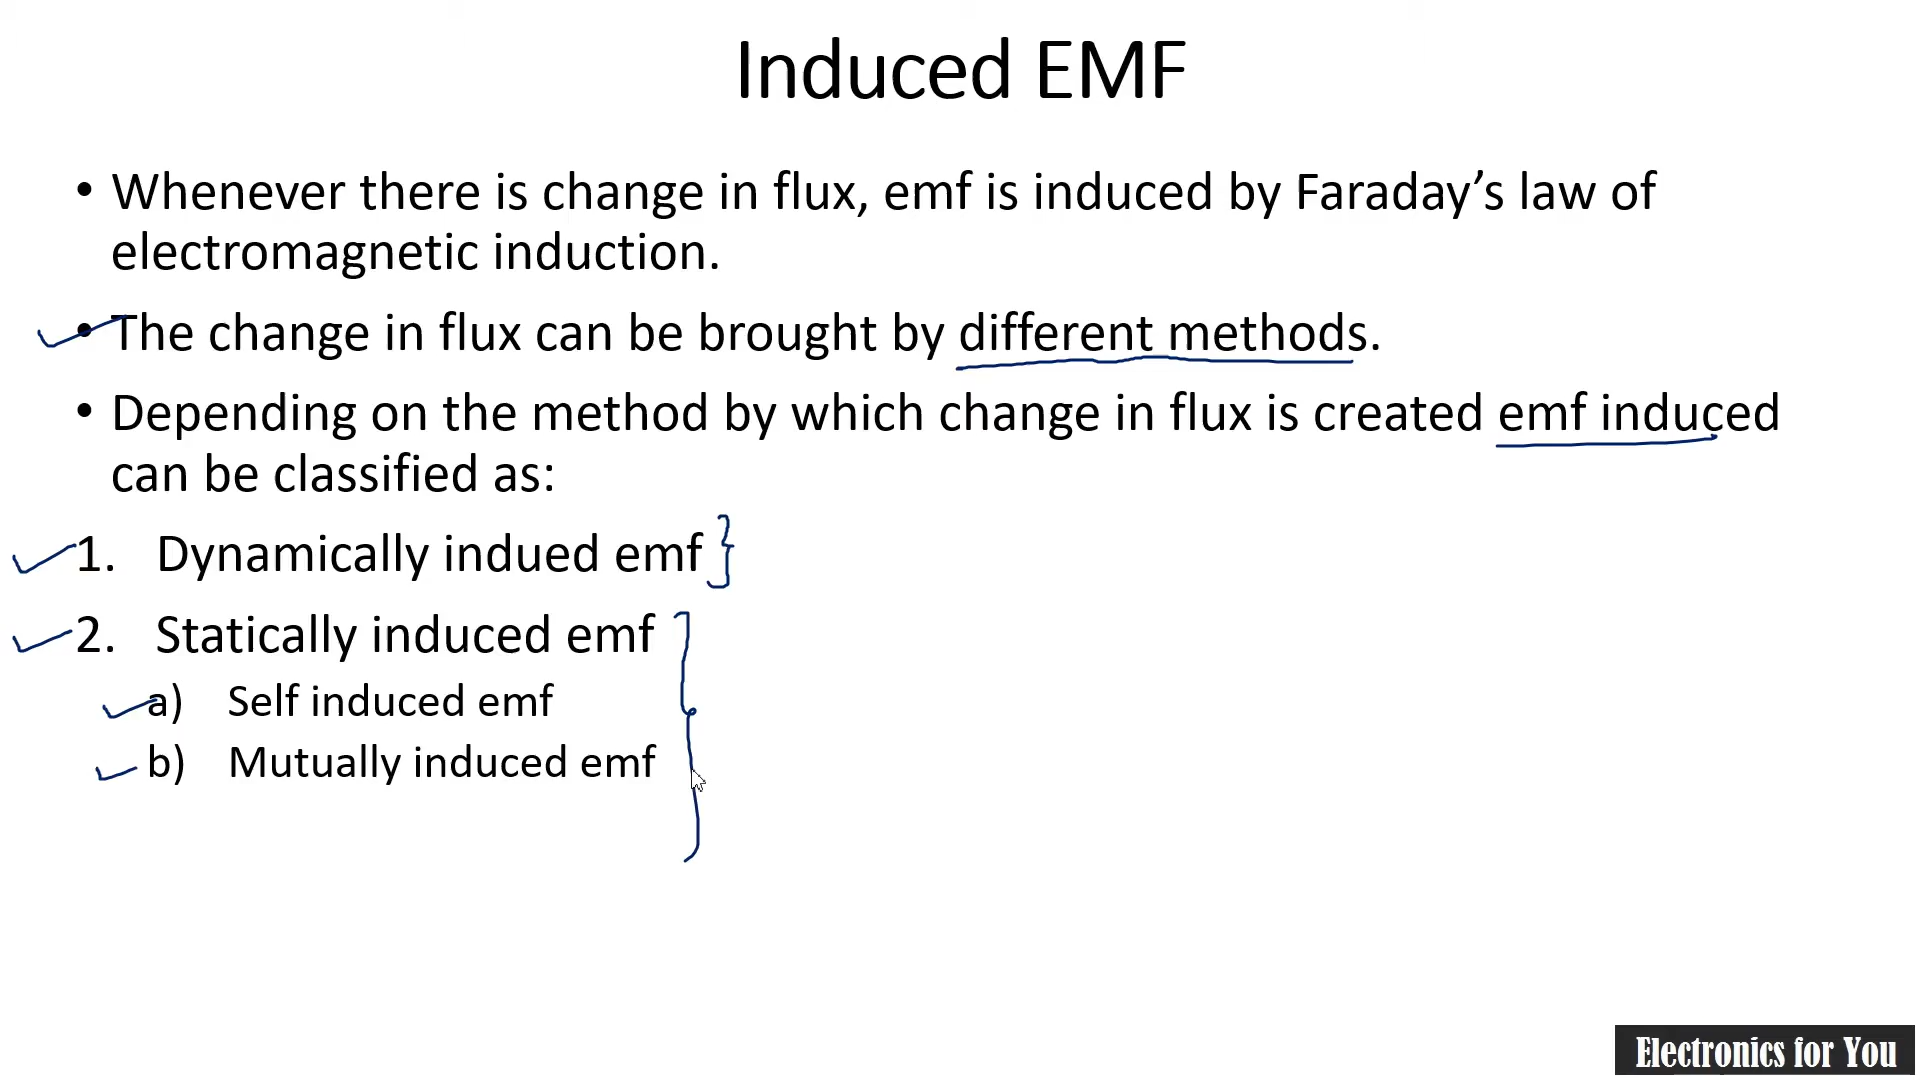 Induced EMF
• Whenever there is change in flux, emf is induced by Faraday’s law of
electromagnetic induction.
• The change in flux can be brought by different methods.
• Depending on the method by which change in flux is created emf induced
can be classified as:
1. Dynamically indued emf
2. Statically induced emf
a) Self induced emf
b) Mutually induced emf
Electronics for You